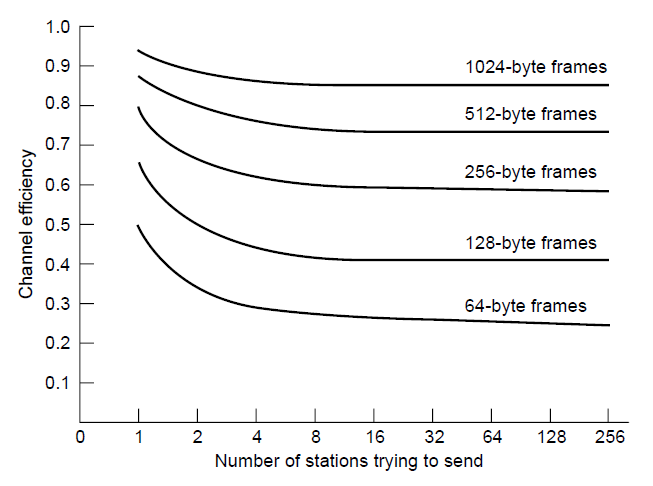 1.0
0.9
1024-byte frames
0.8
512-byte frames
0.7
256-byte frames
0.6
0.5
128-byte frames
0.4
0.3
64-byte frames
0.2
0.1
Channel efficiency
0 1 2 4 8 16 32 64 128 256
Number of stations trying to send